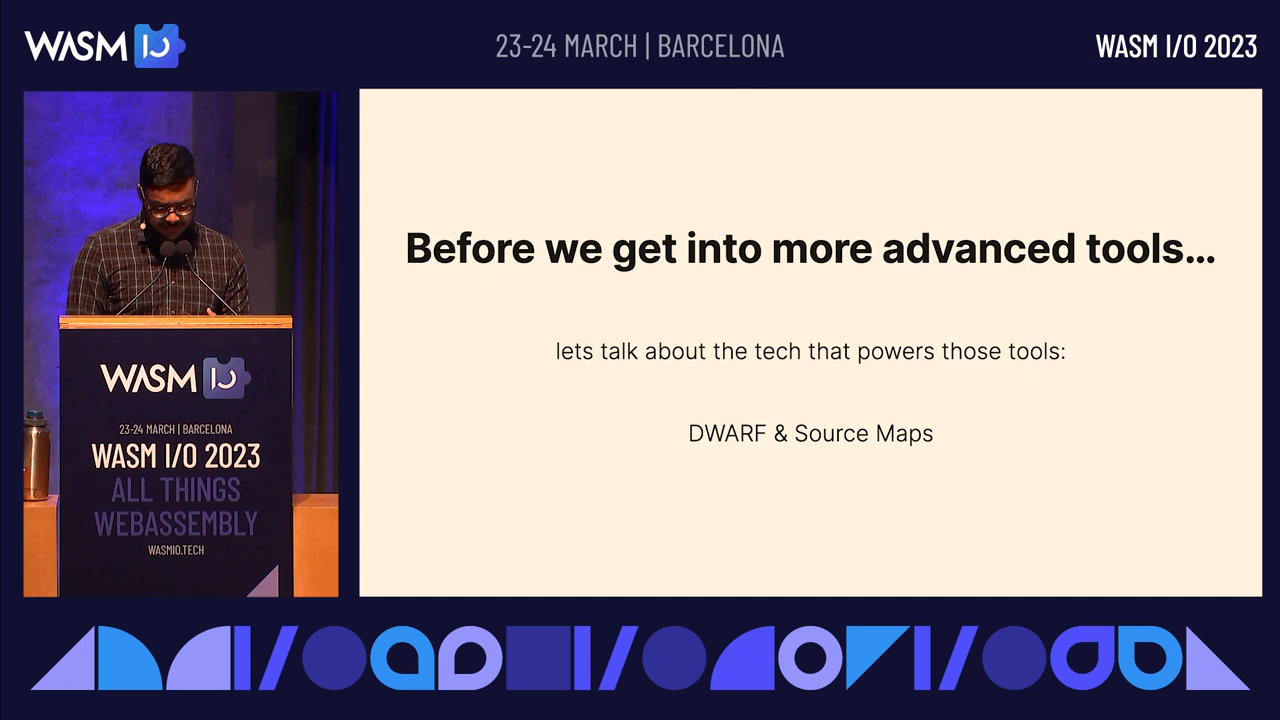 WASM I/O
23-24 MARCH | BARCELONA
WASM I/O 2023
Before we get into more advanced tools...
lets talk about the tech that powers those tools:
DWARF & Source Maps
WASM I/O
23-24 MARCH | BARCELONA
WASM I/O 2023
ALL THINGS
WEBASSEMBLY
WASMIO.TECH